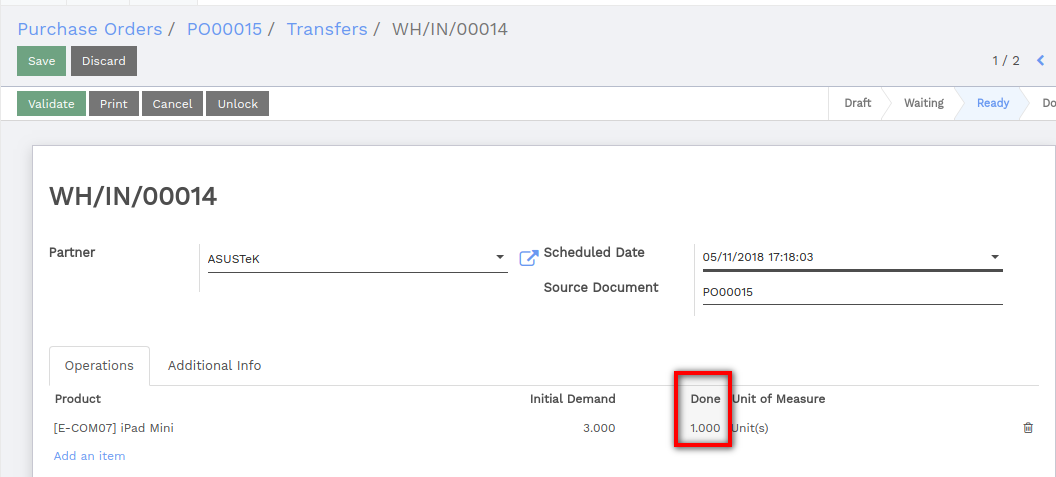 Purchase Orders / PO00015 / Transfers / WH/IN/00014
Save Discard 1 / 2
Validate Print Cancel Unlock Draft Waiting Ready Do
WH/IN/00014
Partner ASUSTeK Scheduled Date 05/11/2018 17:18:03
Source Document PO00015
Operations Additional Info
Product Initial Demand Done Unit of Measure
[E-COM07] iPad Mini 3.000 1.000 Unit(s)
Add an item